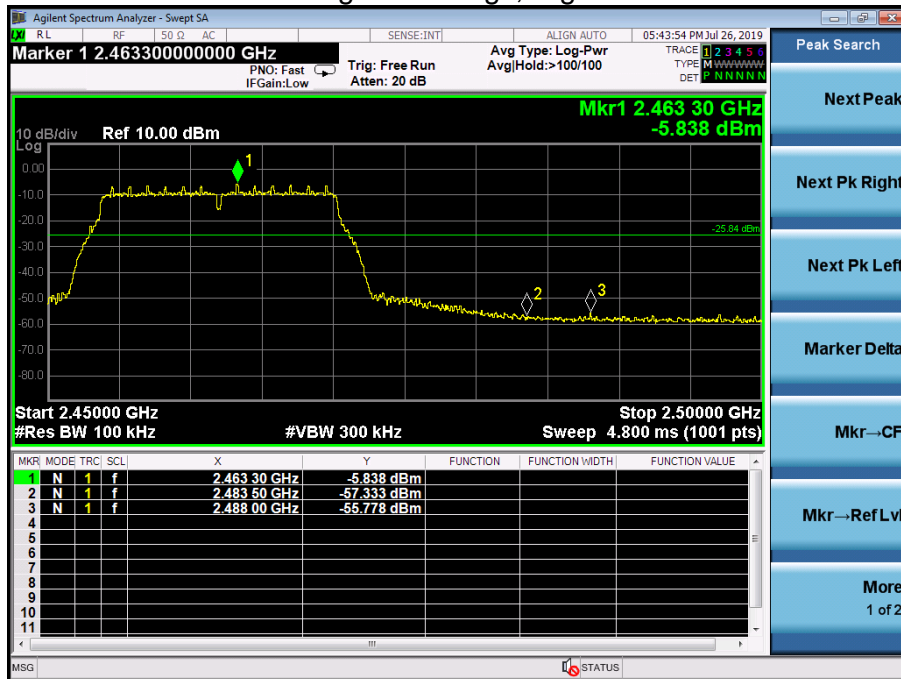 Agilent Spectrum Analyzer - Swept SA
LXI RL RF 50 Ω AC SENSE:INT ALIGN AUTO 05:43:54 PM Jul 26, 2019
Marker 1 2.463300000000 GHz
PNO: Fast
IFGain:Low
Trig: Free Run
Atten: 20 dB
Avg Type: Log-Pwr
Avg|Hold:>100/100
TRACE 1 2 3 4 5 6
TYPE M WWWWW
DET P N N N N N
Peak Search
Mkr1 2.463 30 GHz
-5.838 dBm
10 dB/div Ref 10.00 dBm
Log
0.00
-10.0
-20.0
-30.0
-40.0
-50.0
-60.0
-70.0
-80.0
1
2
3
-25.84 dBm
Start 2.45000 GHz Stop 2.50000 GHz
#Res BW 100 kHz #VBW 300 kHz Sweep 4.800 ms (1001 pts)
MKR MODE TRC SCL X Y FUNCTION FUNCTION WIDTH FUNCTION VALUE
1 N 1 f 2.463 30 GHz -5.838 dBm
2 N 1 f 2.483 50 GHz -57.333 dBm
3 N 1 f 2.488 00 GHz -55.778 dBm
4
5
6
7
8
9
10
11
Next Peak
Next Pk Right
Next Pk Left
Marker Delta
Mkr→CF
Mkr→Ref Lvl
More
1 of 2
MSG STATUS